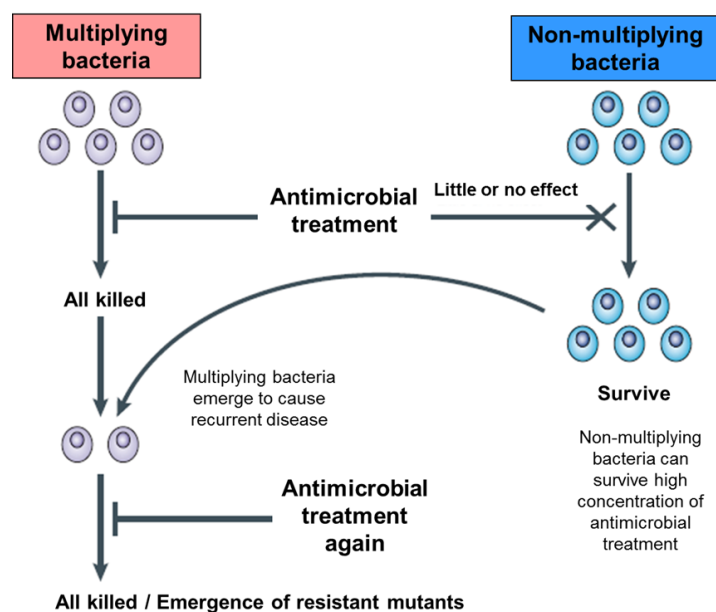 Multiplying
bacteria
Non-multiplying
bacteria
Antimicrobial
treatment
Little or no effect
All killed
Multiplying bacteria
emerge to cause
recurrent disease
Survive
Non-multiplying
bacteria can
survive high
concentration of
antimicrobial
treatment
Antimicrobial
treatment
again
All killed / Emergence of resistant mutants